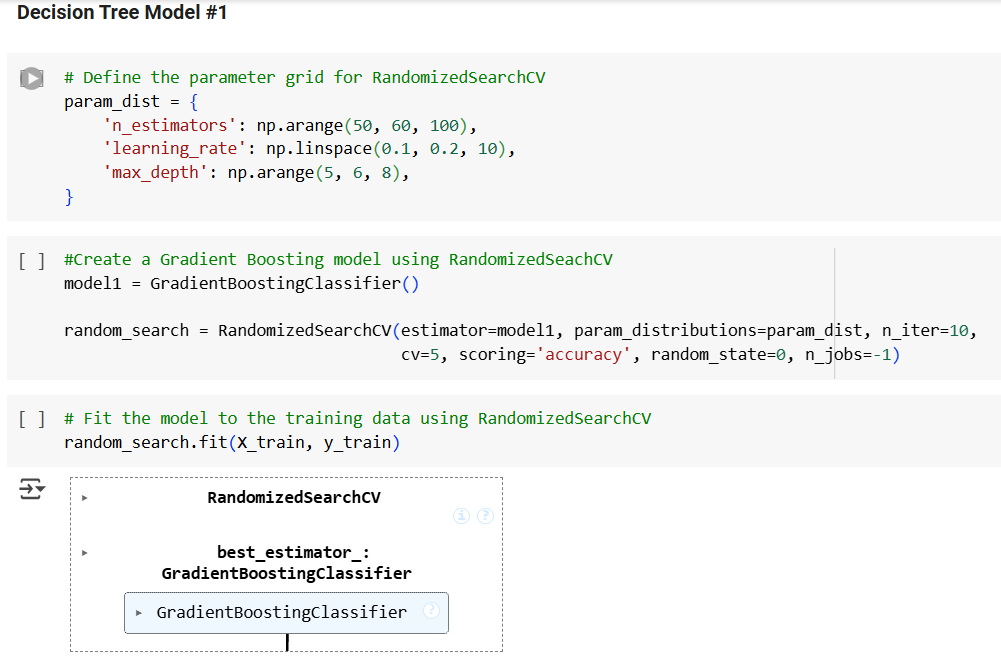 Decision Tree Model #1
# Define the parameter grid for RandomizedSearchCV
param_dist = {
    'n_estimators': np.arange(50, 60, 100),
    'learning_rate': np.linspace(0.1, 0.2, 10),
    'max_depth': np.arange(5, 6, 8),
}
[ ] #Create a Gradient Boosting model using RandomizedSeachCV
model1 = GradientBoostingClassifier()
random_search = RandomizedSearchCV(estimator=model1, param_distributions=param_dist, n_iter=10,
                                   cv=5, scoring='accuracy', random_state=0, n_jobs=-1)
[ ] # Fit the model to the training data using RandomizedSearchCV
random_search.fit(X_train, y_train)
RandomizedSearchCV
i ?
best_estimator_:
GradientBoostingClassifier
GradientBoostingClassifier ?